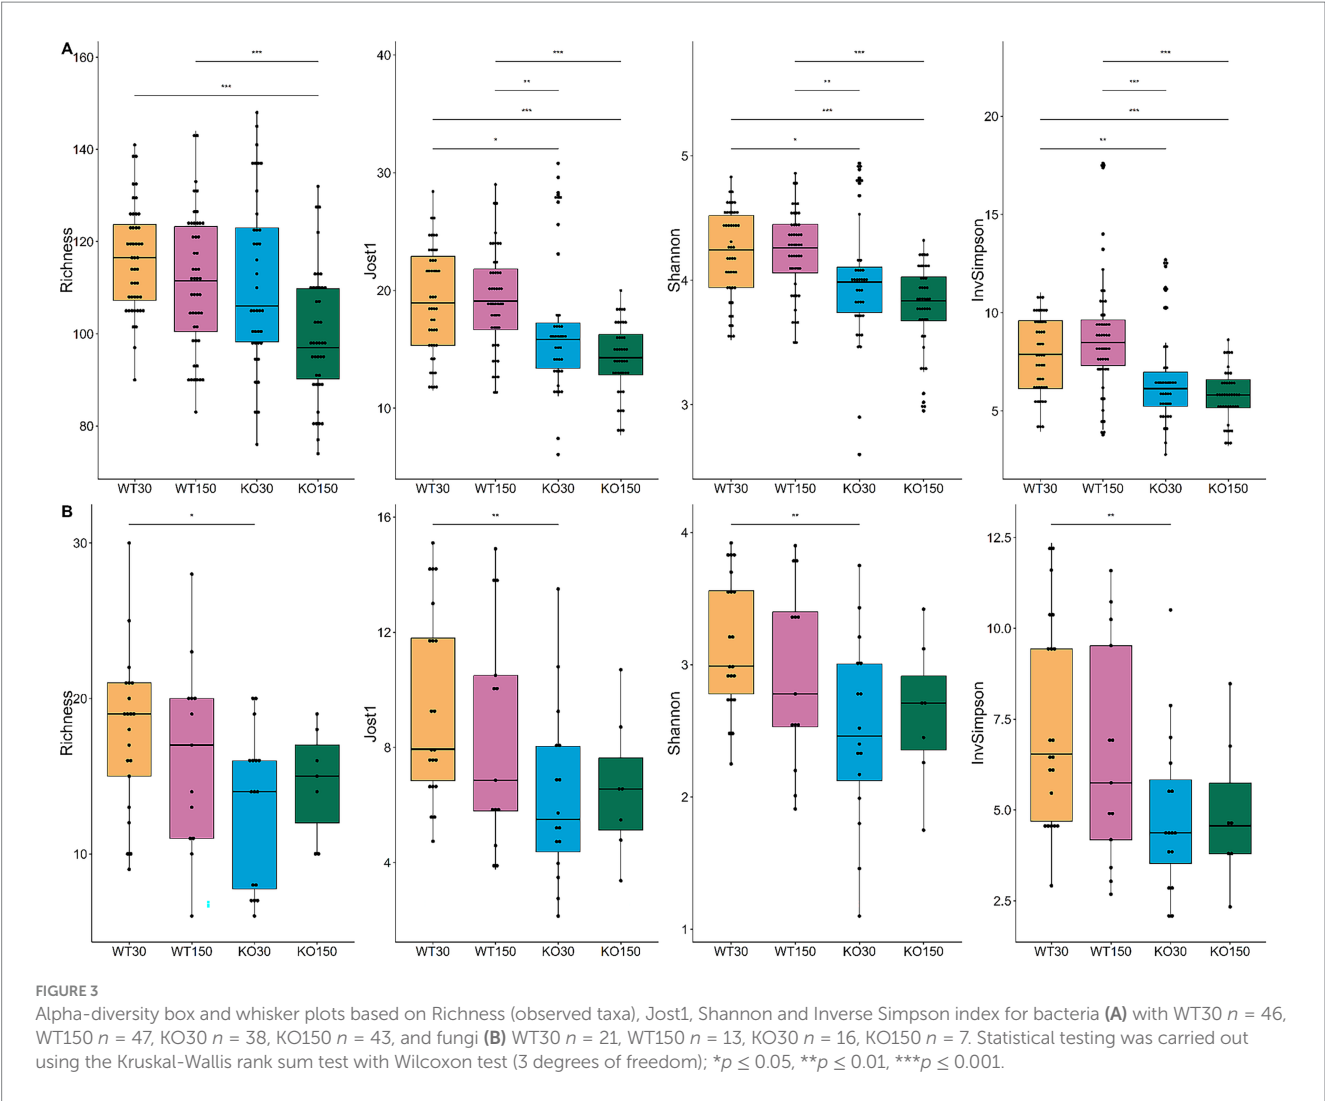 A
Richness
160
140
120
100
80
***
***
WT30 WT150 KO30 KO150
Jost1
40
30
20
10
***
**
***
*
WT30 WT150 KO30 KO150
Shannon
5
4
3
***
**
***
*
WT30 WT150 KO30 KO150
InvSimpson
20
15
10
5
***
***
***
**
WT30 WT150 KO30 KO150
B
Richness
30
20
10
*
WT30 WT150 KO30 KO150
Jost1
16
12
8
4
**
WT30 WT150 KO30 KO150
Shannon
4
3
2
1
**
WT30 WT150 KO30 KO150
InvSimpson
12.5
10.0
7.5
5.0
2.5
**
WT30 WT150 KO30 KO150
FIGURE 3
Alpha-diversity box and whisker plots based on Richness (observed taxa), Jost1, Shannon and Inverse Simpson index for bacteria (A) with WT30 n = 46,
WT150 n = 47, KO30 n = 38, KO150 n = 43, and fungi (B) WT30 n = 21, WT150 n = 13, KO30 n = 16, KO150 n = 7. Statistical testing was carried out
using the Kruskal-Wallis rank sum test with Wilcoxon test (3 degrees of freedom); *p ≤ 0.05, **p ≤ 0.01, ***p ≤ 0.001.